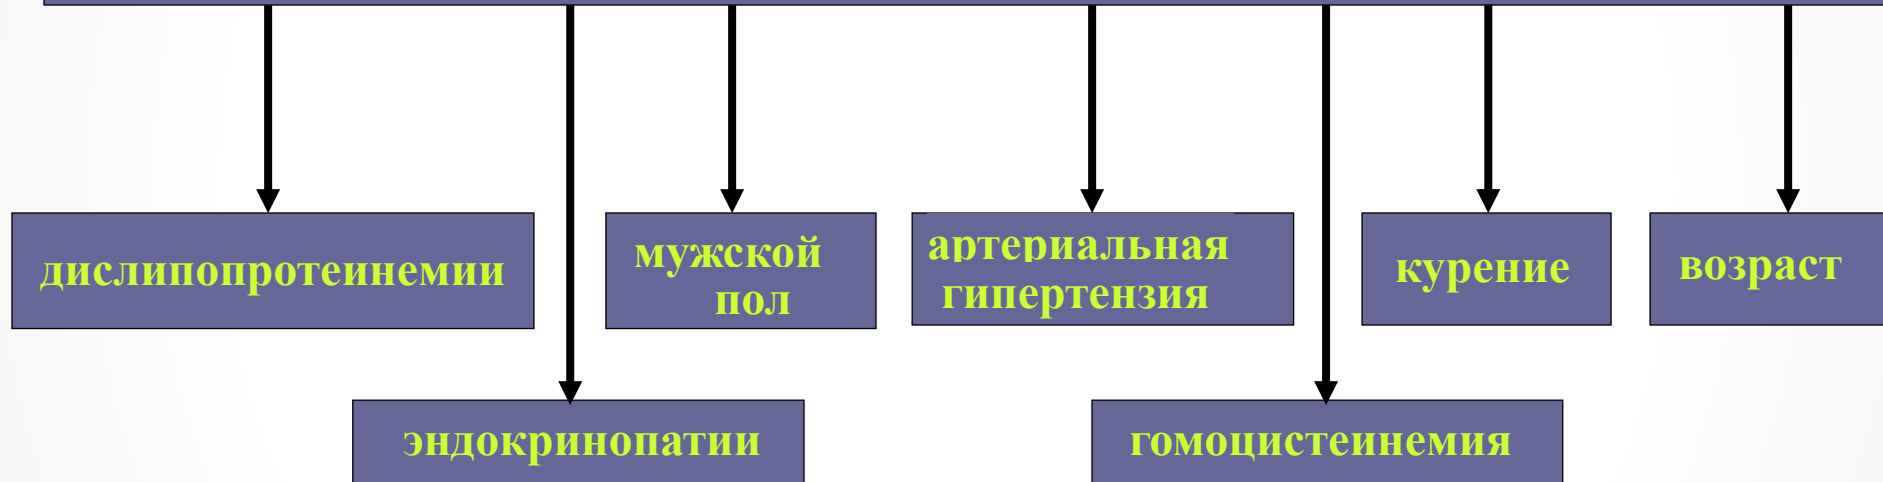 дислипопротеинемии
мужской
пол
артериальная
гипертензия
курение
возраст
эндокринопатии
гомоцистеинемия